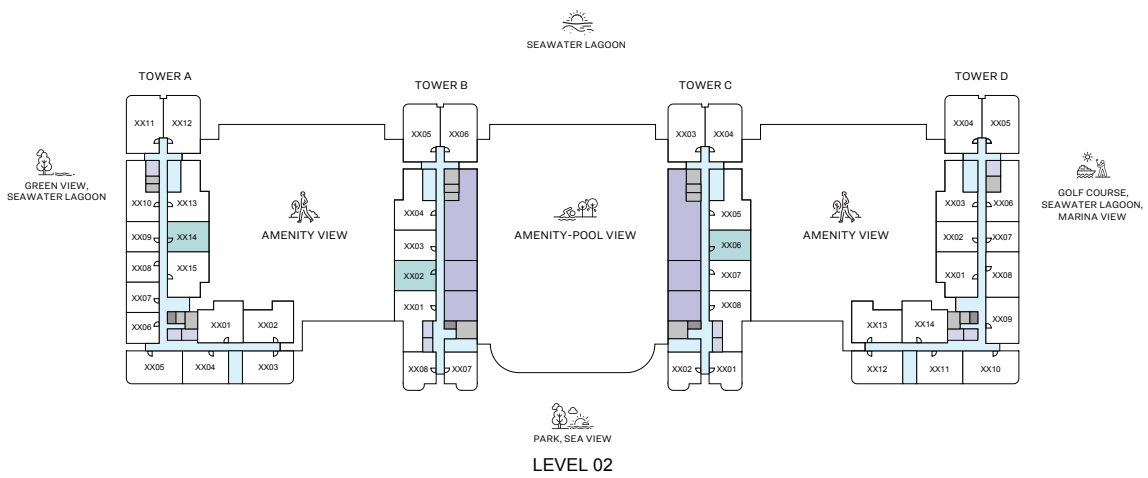 SEAWATER LAGOON
TOWER A
TOWER B
TOWER C
TOWER D
XX11 XX12
XX05 XX06
XX03 XX04
XX04 XX05
GREEN VIEW,
SEAWATER LAGOON
GOLF COURSE,
SEAWATER LAGOON,
MARINA VIEW
XX10 XX13
XX09 XX14
XX08 XX15
XX07
XX06 XX01 XX02
XX05 XX04 XX03
AMENITY VIEW
XX04
XX03
XX02
XX01
XX08 XX07
AMENITY-POOL VIEW
XX05
XX06
XX07
XX08
XX02 XX01
AMENITY VIEW
XX03 XX06
XX02 XX07
XX01 XX08
XX09
XX13 XX14
XX12 XX11 XX10
PARK, SEA VIEW
LEVEL 02